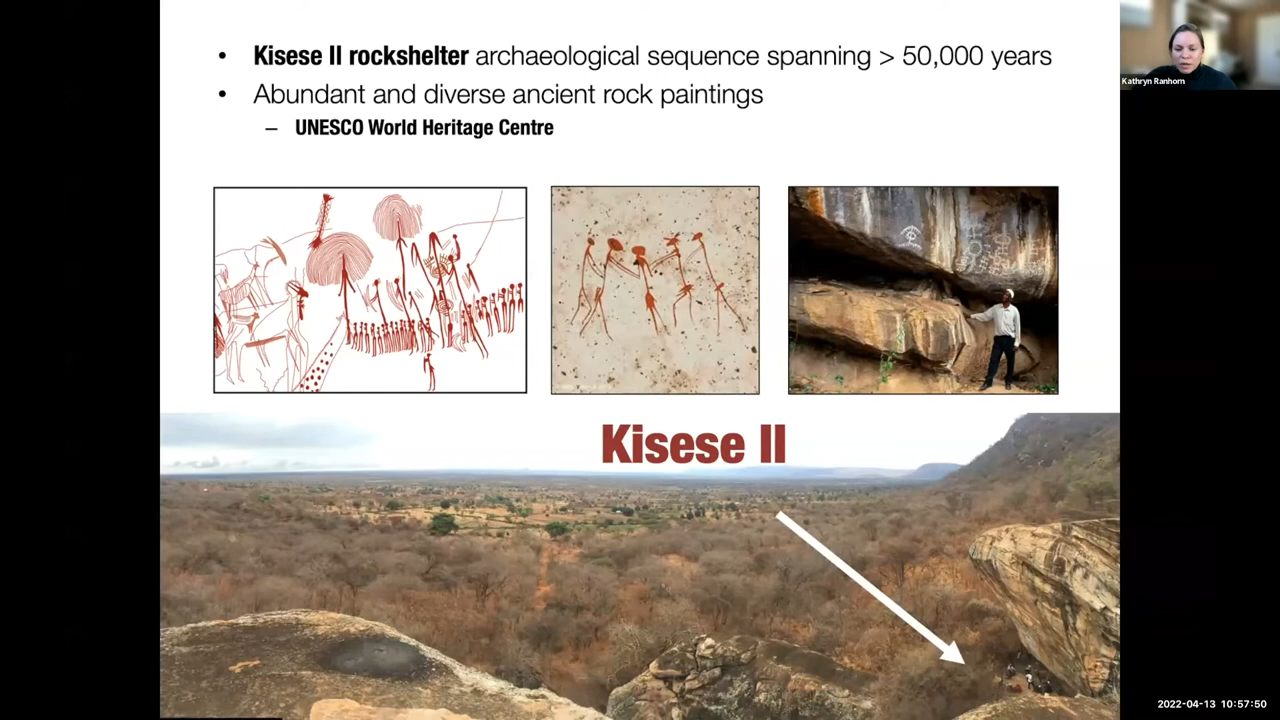 • Kisese II rockshelter archaeological sequence spanning > 50,000 years
• Abundant and diverse ancient rock paintings
– UNESCO World Heritage Centre
Kathryn Ranhorn
Kisese II
2022-04-13 10:57:50